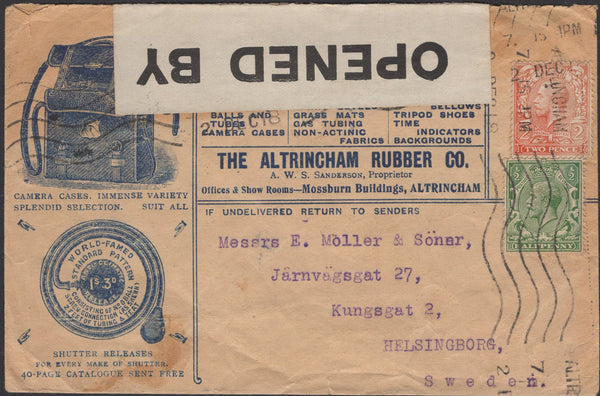 OPENED BY
BELLOWS
BALLS AND GRASS MATS TRIPOD SHOES
TUBES GAS TUBING TIME
CAMERA CASES NON-ACTINIC INDICATORS
FABRICS BACKGROUNDS
THE ALTRINCHAM RUBBER CO.
A. W. S. SANDERSON, Proprietor
Offices & Show Rooms—Mossburn Buildings, ALTRINCHAM
IF UNDELIVERED RETURN TO SENDERS
CAMERA CASES. IMMENSE VARIETY
SPLENDID SELECTION. SUIT ALL
WORLD-FAMED
STANDARD PATTERN
1s. 3D
SHUTTER RELEASES
FOR EVERY MAKE OF SHUTTER.
40-PAGE CATALOGUE SENT FREE
Messrs E. Möller & Sönar,
Järnvägsgat 27,
Kungsgat 2,
HELSINGBORG,
Sweden.
TWO PENCE
HALFPENNY